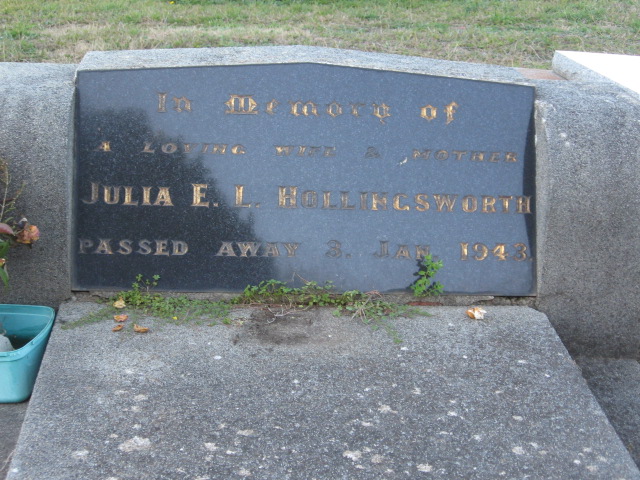 In Memory of
A LOVING WIFE & MOTHER
JULIA E. L. HOLLINGSWORTH
PASSED AWAY 3. JAN. 1943.